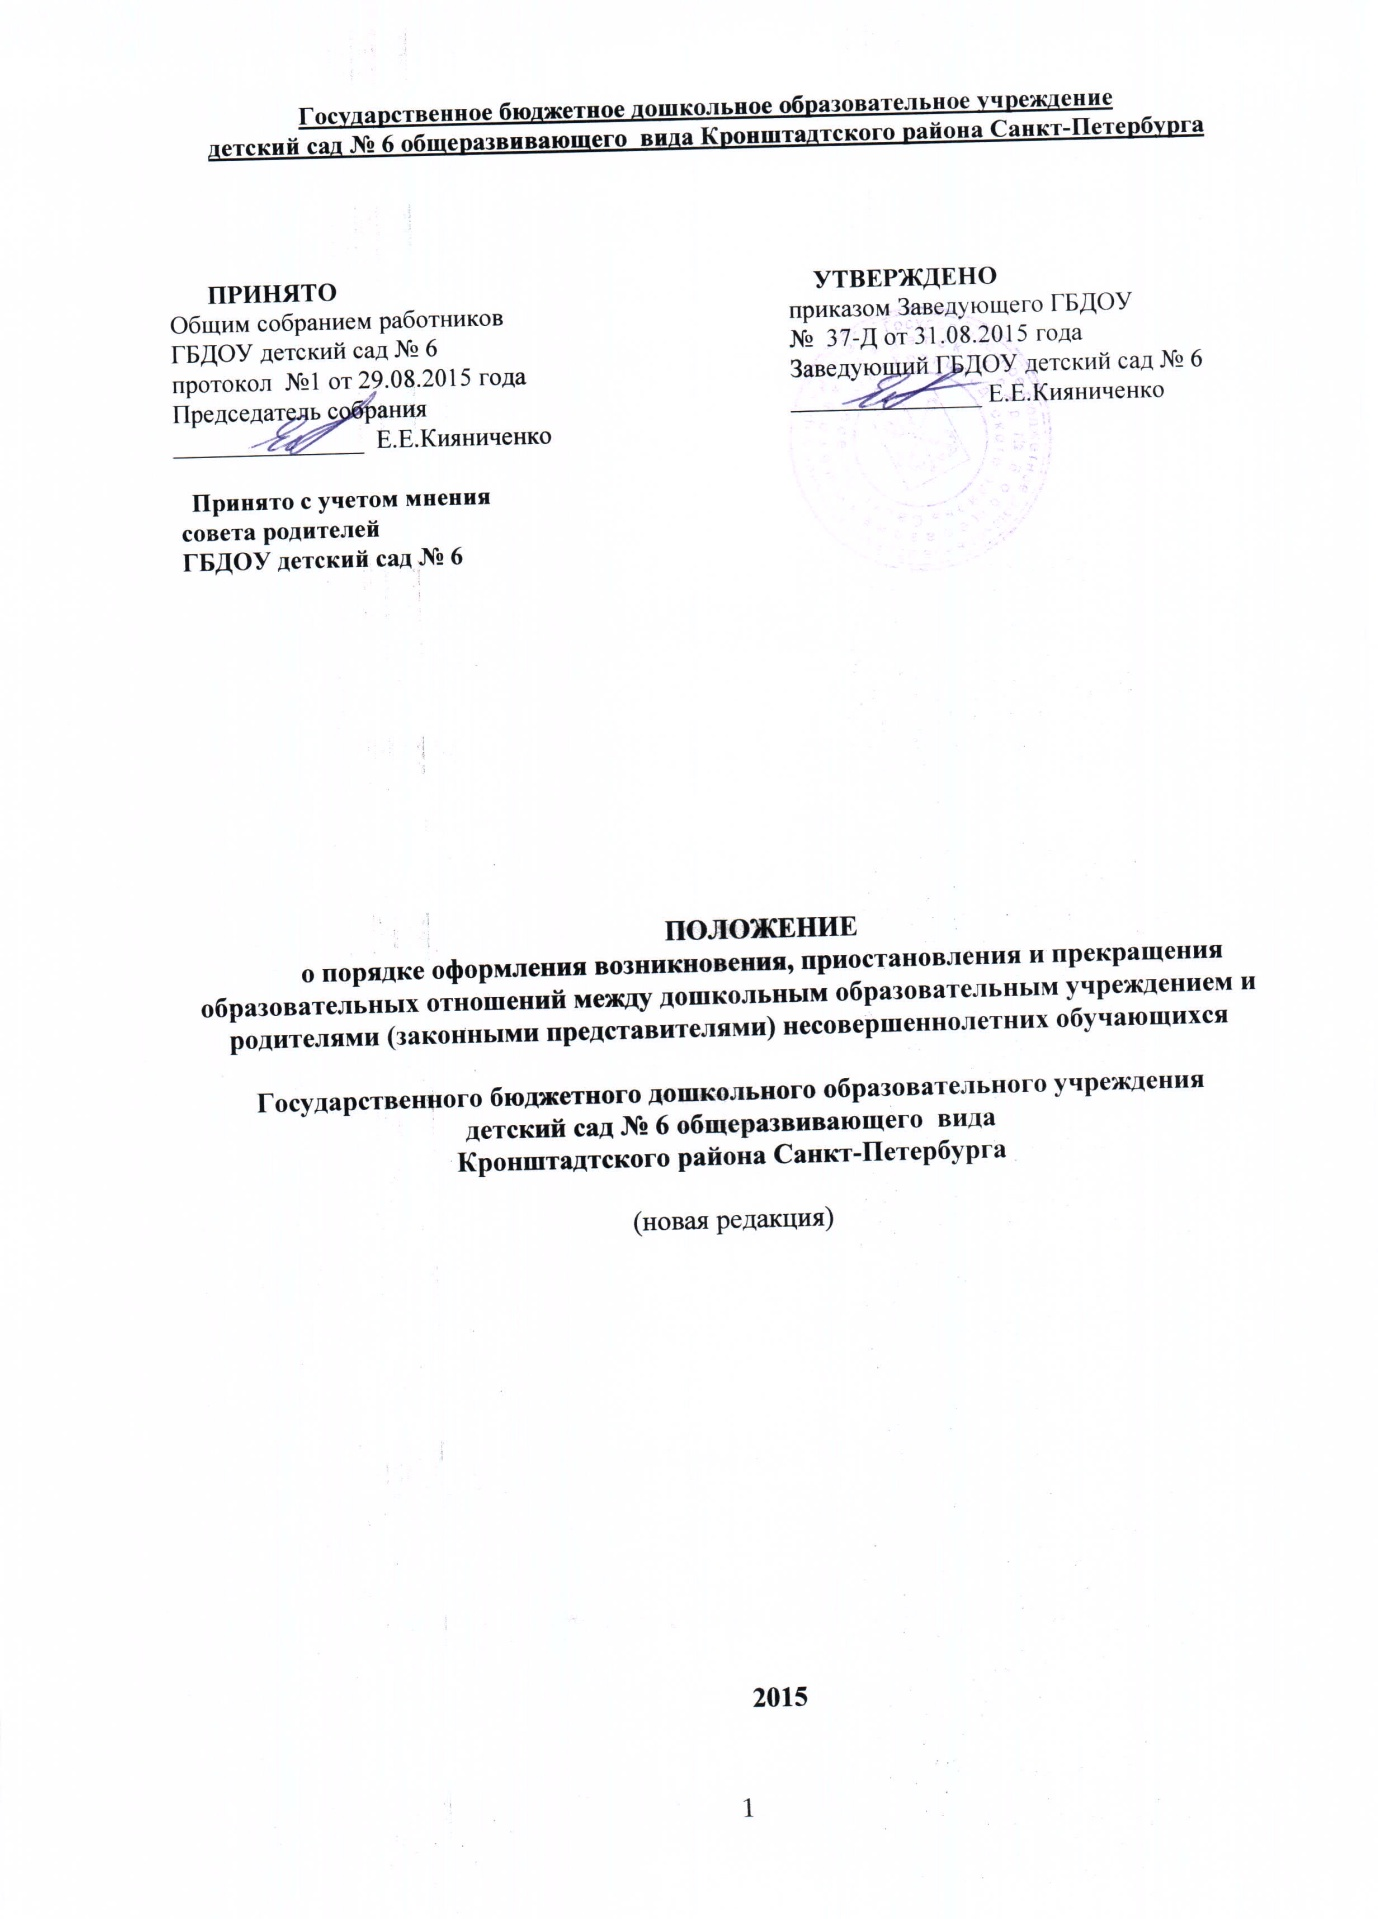 Государственное бюджетное дошкольное образовательное учреждение
детский сад № 6 общеразвивающего  вида Кронштадтского района Санкт-Петербурга
ПРИНЯТО
Общим собранием работников
ГБДОУ детский сад № 6
протокол  №1 от 29.08.2015 года
Председатель собрания
_______________ Е.Е.Кияниченко
Принято с учетом мнения
совета родителей
ГБДОУ детский сад № 6
УТВЕРЖДЕНО
приказом Заведующего ГБДОУ
№  37-Д от 31.08.2015 года
Заведующий ГБДОУ детский сад № 6
_______________ Е.Е.Кияниченко
ПОЛОЖЕНИЕ
о порядке оформления возникновения, приостановления и прекращения
образовательных отношений между дошкольным образовательным учреждением и
родителями (законными представителями) несовершеннолетних обучающихся
Государственного бюджетного дошкольного образовательного учреждения
детский сад № 6 общеразвивающего  вида
Кронштадтского района Санкт-Петербурга
(новая редакция)
2015
1